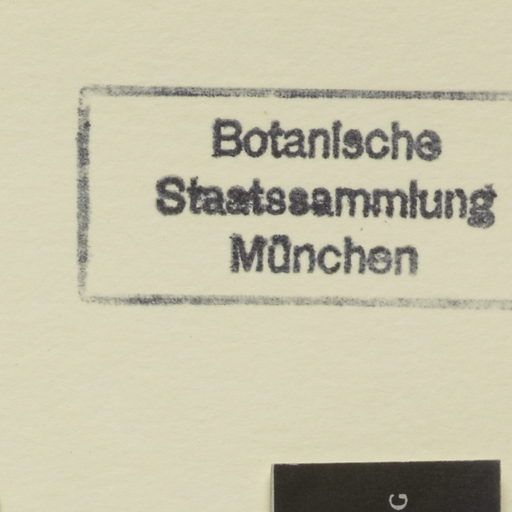 Botanische
Staatssammlung
München
G